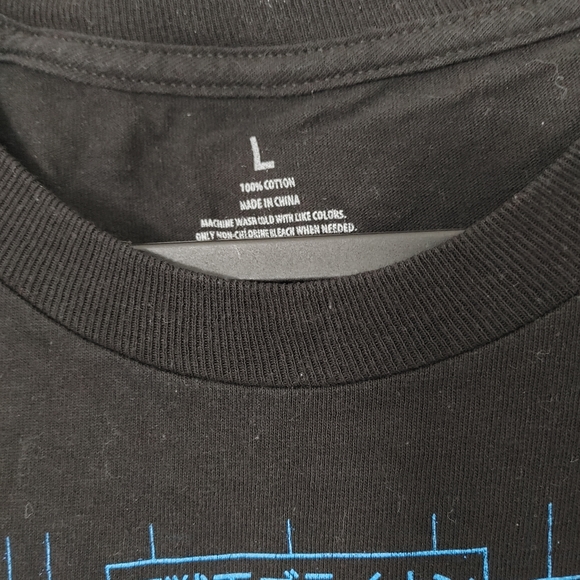 L
100% COTTON
MADE IN CHINA
MACHINE WASH COLD WITH LIKE COLORS.
ONLY NON-CHLORINE BLEACH WHEN NEEDED.